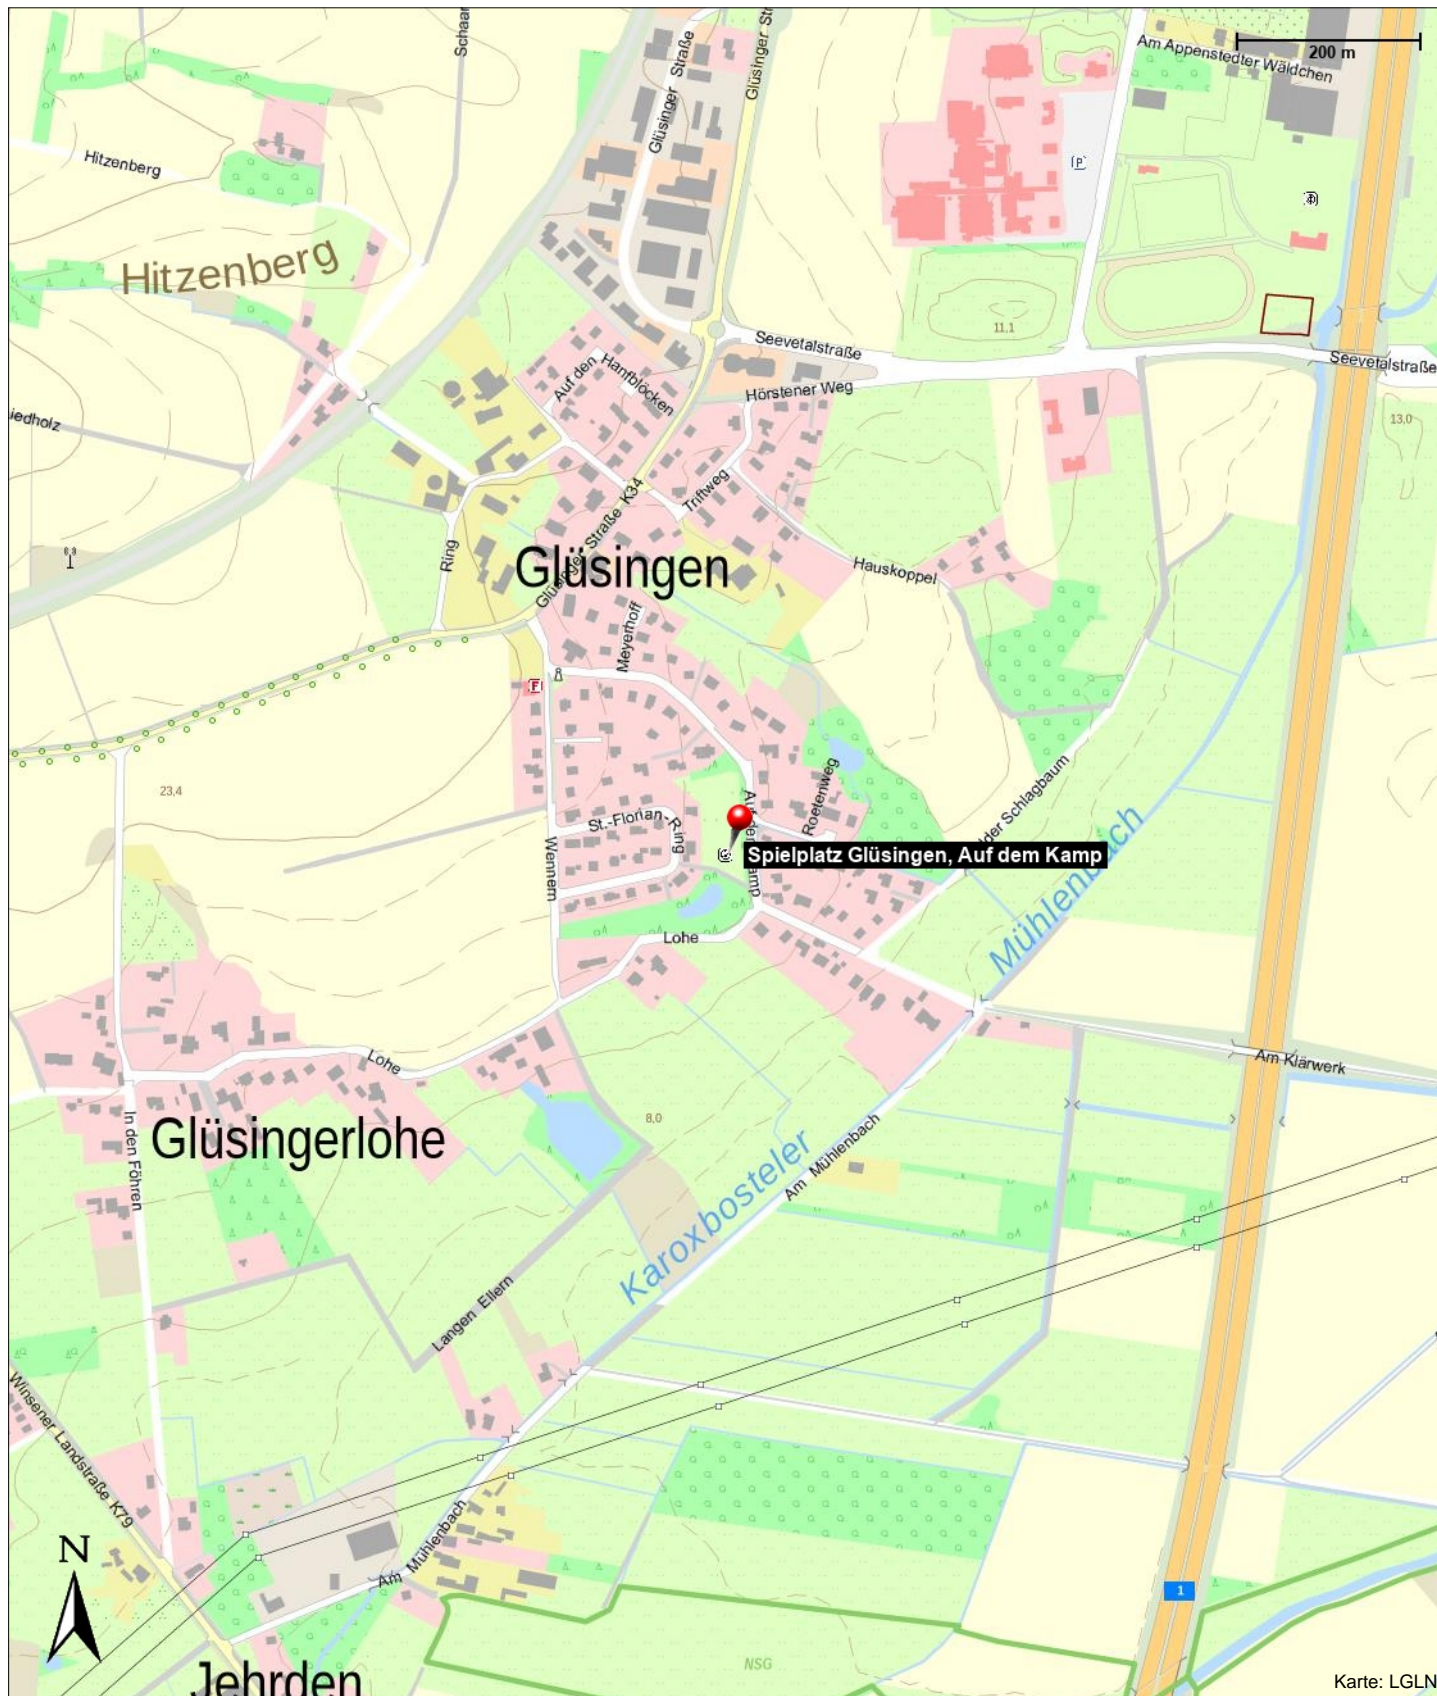 Schaar
Glüsinger Straße
Glüsinger Str
Am Appenstedter Wäldchen
200 m
Hitzenberg
P
Hitzenberg
11,1
Seevetalstraße
Seevetalstraße
Auf den
Hanfblöcken
Hörstener Weg
iedholz
13,0
Triftweg
Glüsinger Straße K34
Ring
Glüsingen
Hauskoppel
Meyerhoff
F
23,4
Roetenweg
lder Schlagbaum
St.-Florian-Ring
Wennern
Spielplatz Glüsingen, Auf dem Kamp
Mühlenbach
Lohe
Lohe
Am Klärwerk
In den Föhren
Glüsingerlohe
8,0
Am Mühlenbach
Karoxbosteler
Langen Ellern
Winsener Landstraße K79
Am Mühlenbach
N
1
NSG
Jehrden
Karte: LGLN